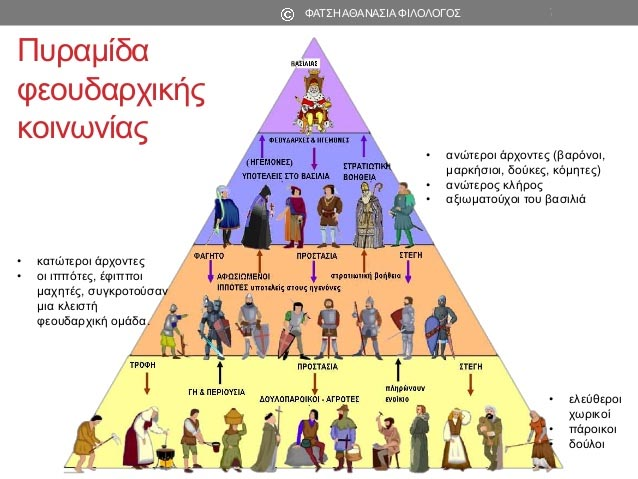 © ΦΑΤΣΗ ΑΘΑΝΑΣΙΑ ΦΙΛΟΛΟΓΟΣ
Πυραμίδα
φεουδαρχικής
κοινωνίας
ΒΑΣΙΛΙΑΣ
ΦΕΟΥΔΑΡΧΕΣ & ΗΓΕΜΟΝΕΣ
( ΗΓΕΜΟΝΕΣ)
ΥΠΟΤΕΛΕΙΣ ΣΤΟ ΒΑΣΙΛΙΑ
ΣΤΡΑΤΙΩΤΙΚΗ
ΒΟΗΘΕΙΑ
• ανώτεροι άρχοντες (βαρόνοι,
μαρκήσιοι, δούκες, κόμητες)
• ανώτερος κλήρος
• αξιωματούχοι του βασιλιά
• κατώτεροι άρχοντες
• οι ιππότες, έφιπποι
μαχητές, συγκροτούσαν
μια κλειστή
φεουδαρχική ομάδα.
ΦΑΓΗΤΟ
ΠΡΟΣΤΑΣΙΑ
ΣΤΕΓΗ
ΑΦΩΣΙΩΜΕΝΟΙ
ΙΠΠΟΤΕΣ υποτελείς στους ηγενόνες
στρατιωτική βοήθεια
ΤΡΟΦΗ
ΠΡΟΣΤΑΣΙΑ
ΣΤΕΓΗ
ΓΗ & ΠΕΡΙΟΥΣΙΑ
ΔΟΥΛΟΠΑΡΟΙΚΟΙ - ΑΓΡΟΤΕΣ
πληρώνουν
ενοίκιο
• ελεύθεροι
χωρικοί
• πάροικοι
• δούλοι